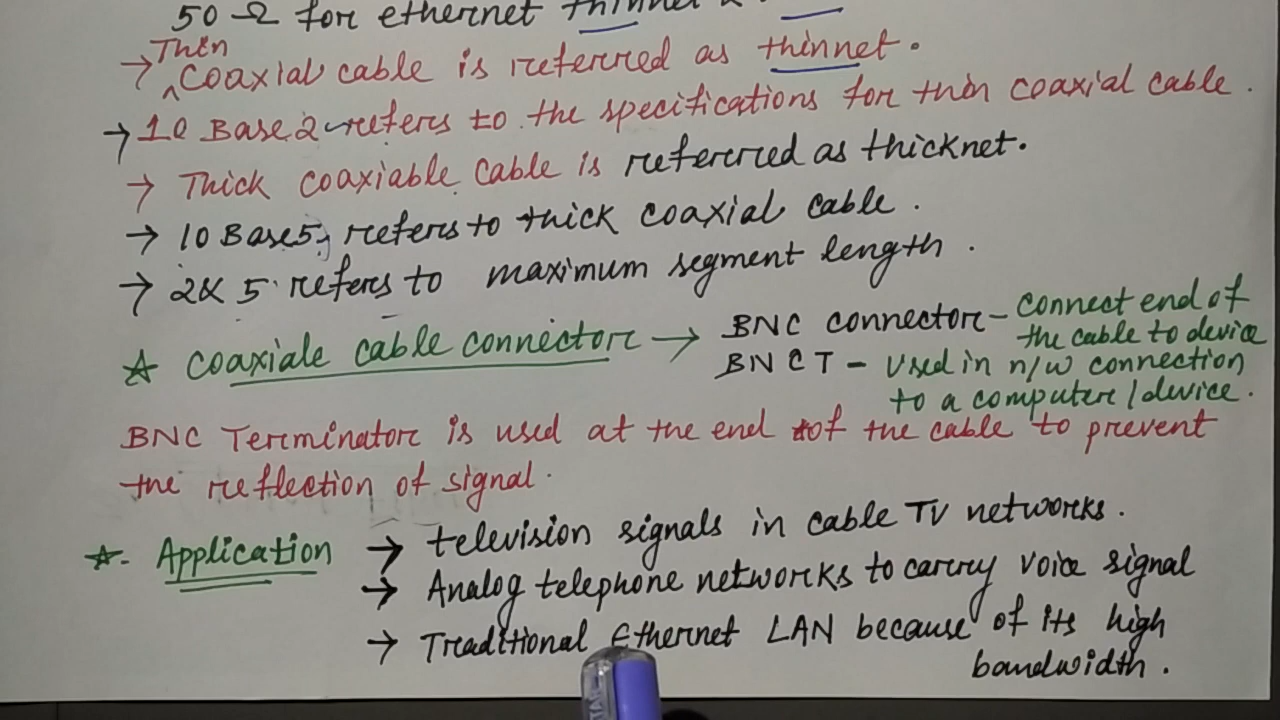 50 Ω for ethernet thinnet &
Thin
→ ^Coaxial cable is referred as thinnet.
→ 10 Base2 refers to the specifications for thin coaxial cable.
→ Thick coaxiable cable is referred as thicknet.
→ 10 Base5, refers to thick coaxial cable.
→ 2 & 5 refers to maximum segment length.
☆ Coaxiale cable connector → BNC connector - connect end of
the cable to device
BNC T - used in n/w connection
to a computer / device.
BNC Terminator is used at the end of the cable to prevent
the reflection of signal.
☆. Application → television signals in cable TV networks.
→ Analog telephone networks to carry voice signal
→ Traditional Ethernet LAN because of its high
bandwidth.